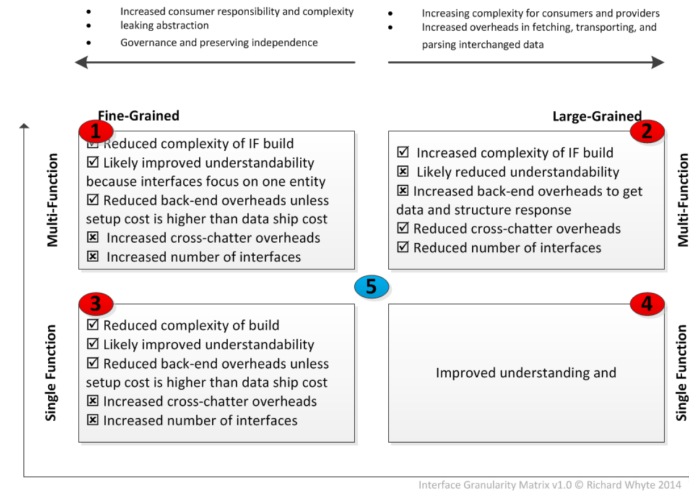 Increased consumer responsibility and complexity
leaking abstraction
Governance and preserving independence
Increasing complexity for consumers and providers
Increased overheads in fetching, transporting, and
parsing interchanged data
Fine-Grained
Large-Grained
Multi-Function
1
Reduced complexity of IF build
Likely improved understandability
because interfaces focus on one entity
Reduced back-end overheads unless
setup cost is higher than data ship cost
Increased cross-chatter overheads
Increased number of interfaces
2
Increased complexity of IF build
Likely reduced understandability
Increased back-end overheads to get
data and structure response
Reduced cross-chatter overheads
Reduced number of interfaces
Multi-Function
5
Single Function
3
Reduced complexity of build
Likely improved understandability
Reduced back-end overheads unless
setup cost is higher than data ship cost
Increased cross-chatter overheads
Increased number of interfaces
4
Improved understanding and
Single Function
Interface Granularity Matrix v1.0 © Richard Whyte 2014